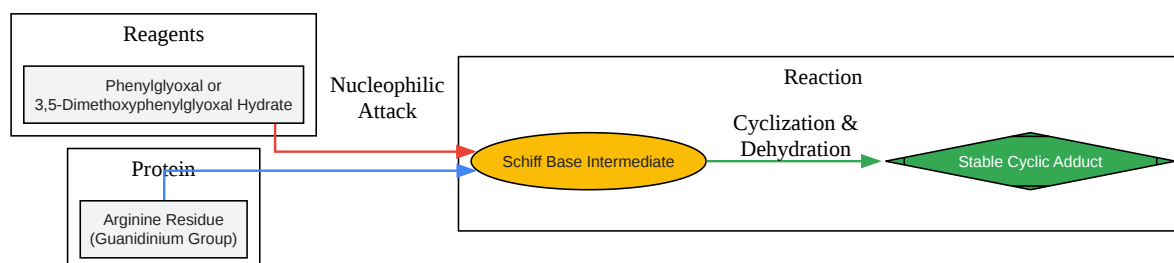 Reagents
Phenylglyoxal or
3,5-Dimethoxyphenylglyoxal Hydrate
Protein
Arginine Residue
(Guanidinium Group)
Nucleophilic
Attack
Reaction
Schiff Base Intermediate
Cyclization &
Dehydration
Stable Cyclic Adduct